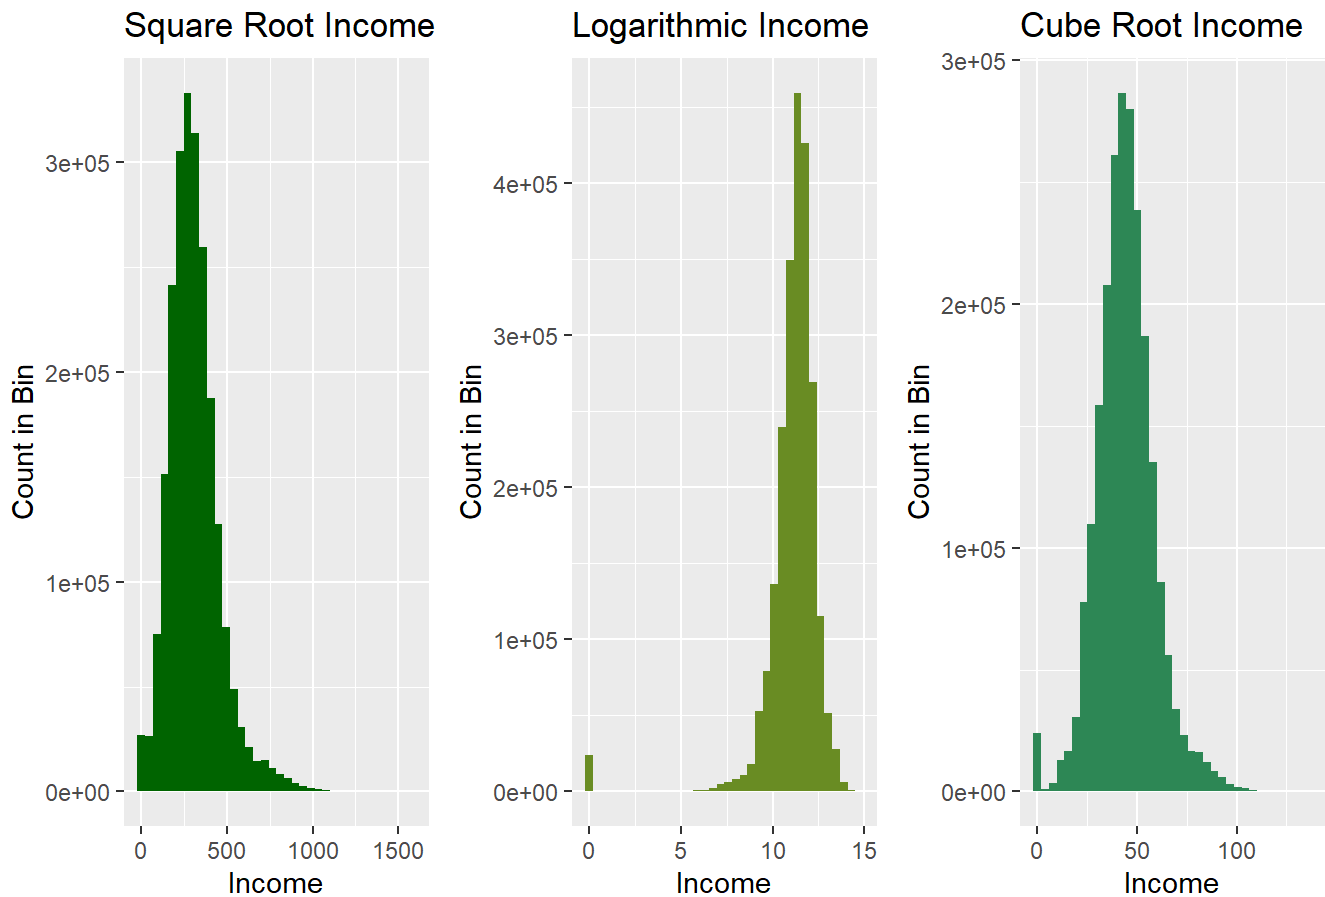 Square Root Income
Logarithmic Income
Cube Root Income
Count in Bin
3e+05
2e+05
1e+05
0e+00
0
500
1000
1500
Income
Count in Bin
4e+05
3e+05
2e+05
1e+05
0e+00
0
5
10
15
Income
Count in Bin
3e+05
2e+05
1e+05
0e+00
0
50
100
Income